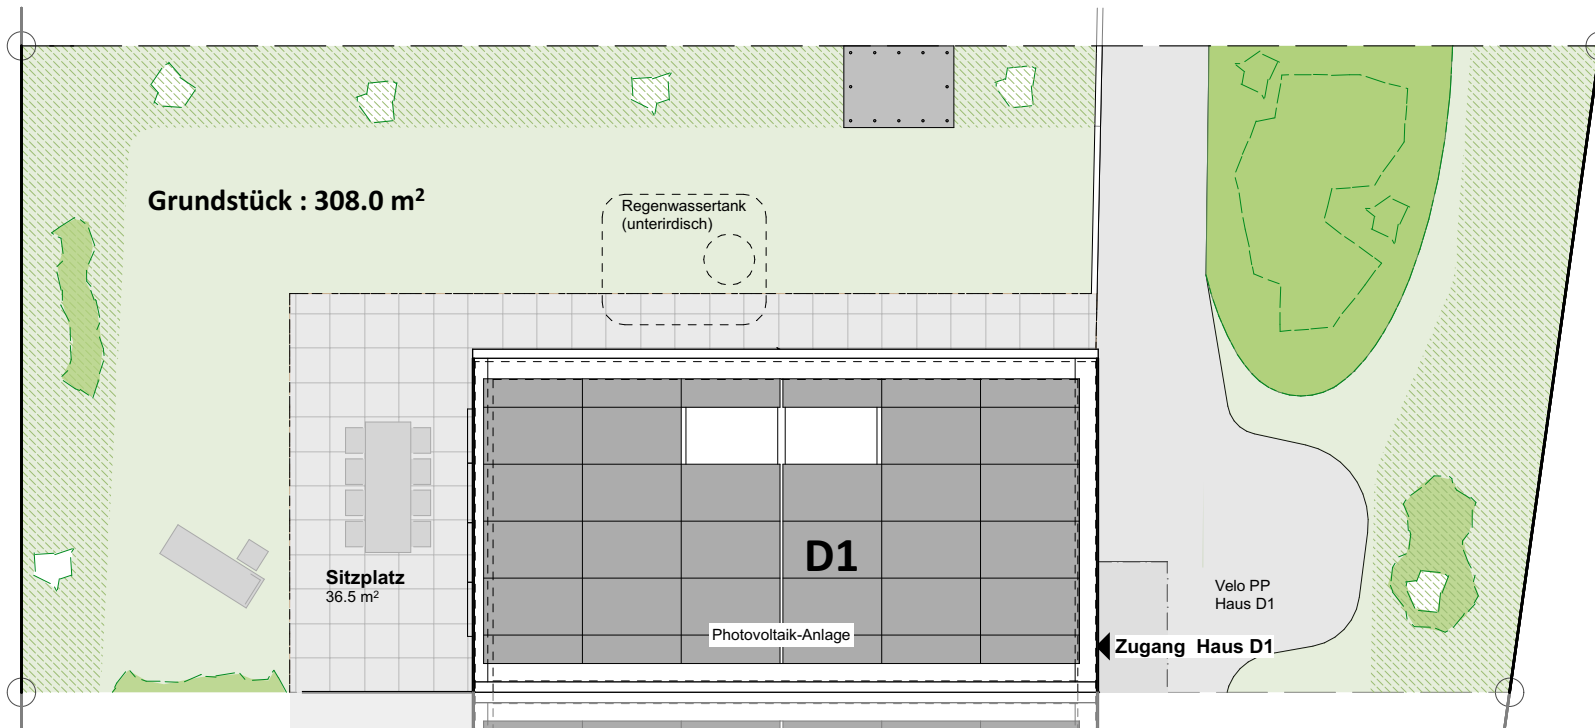 Grundstück : 308.0 m²
Regenwassertank
(unterirdisch)
D1
Sitzplatz
36.5 m²
Velo PP
Haus D1
Photovoltaik-Anlage
Zugang Haus D1